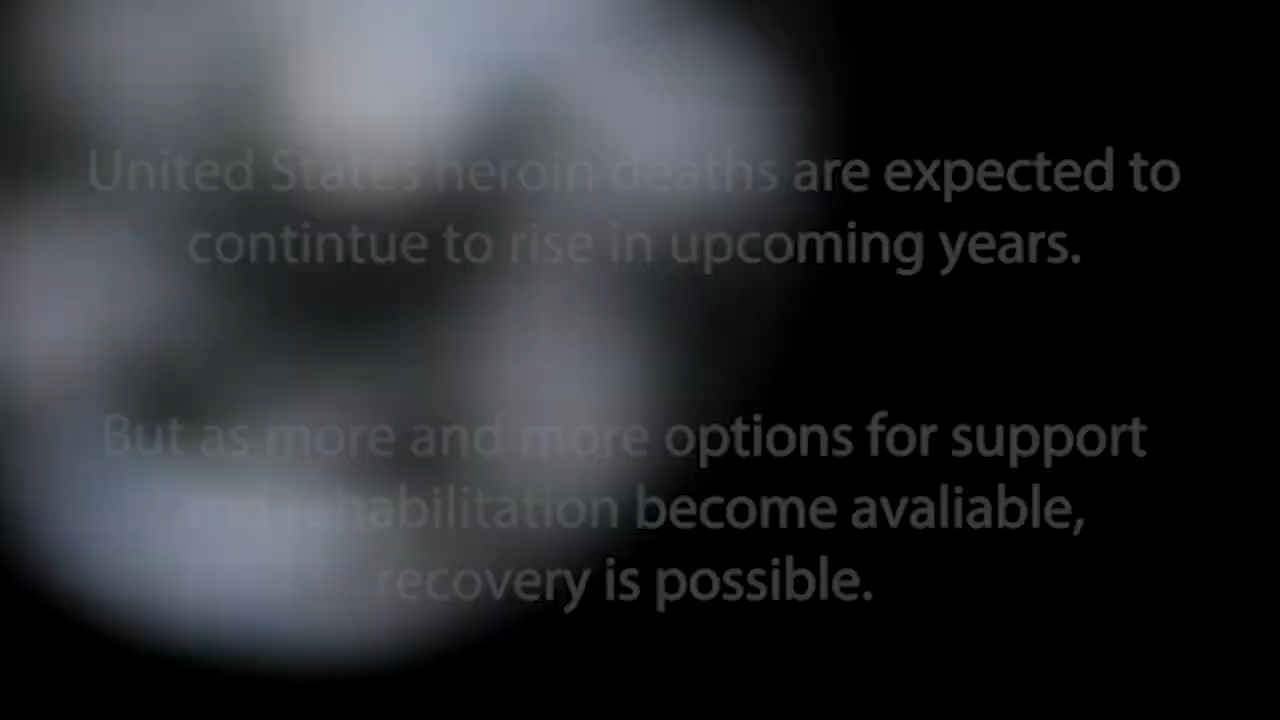 United States heroin deaths are expected to
contintue to rise in upcoming years.
But as more and more options for support
and rehabilitation become avaliable,
recovery is possible.